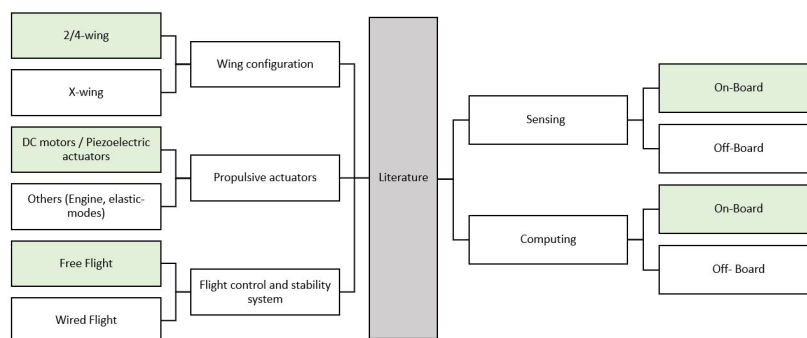 2/4-wing
X-wing
Wing configuration
DC motors / Piezoelectric
actuators
Others (Engine, elastic-
modes)
Propulsive actuators
Free Flight
Wired Flight
Flight control and stability
system
Literature
Sensing
On-Board
Off-Board
Computing
On-Board
Off- Board